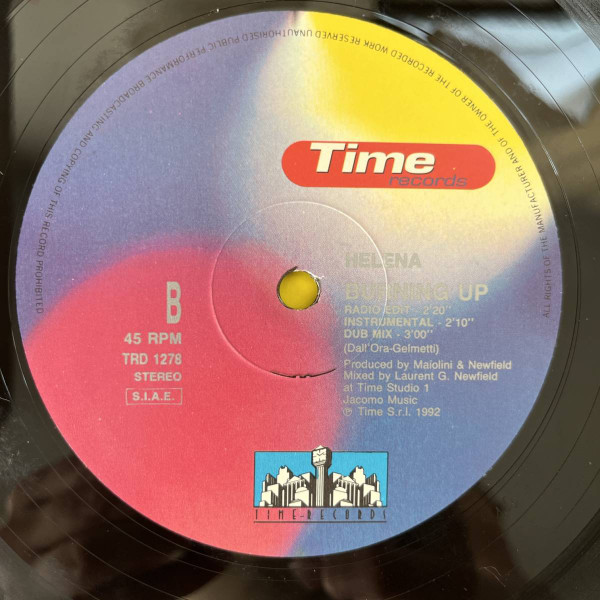 ALL RIGHTS OF THE MANUFACTURER AND OF THE OWNER OF THE RECORDED WORK RESERVED UNAUTHORISED PUBLIC PERFORMANCE BROADCASTING AND COPYING OF THIS RECORD PROHIBITED
Time
records
HELENA
BURNING UP
RADIO EDIT - 2'20"
INSTRUMENTAL - 2'10"
DUB MIX - 3'00"
(Dall'Ora-Gelmetti)
Produced by Maiolini & Newfield
Mixed by Laurent G. Newfield
at Time Studio 1
Jacomo Music
℗ Time S.r.l. 1992
B
45 RPM
TRD 1278
STEREO
S.I.A.E.
TIME-RECORDS